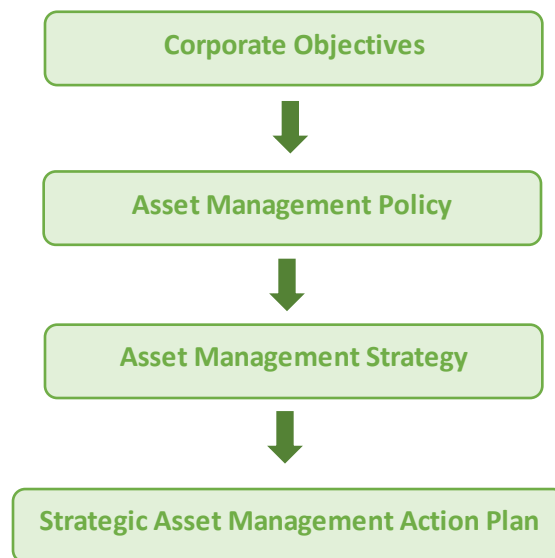 Corporate Objectives
Asset Management Policy
Asset Management Strategy
Strategic Asset Management Action Plan